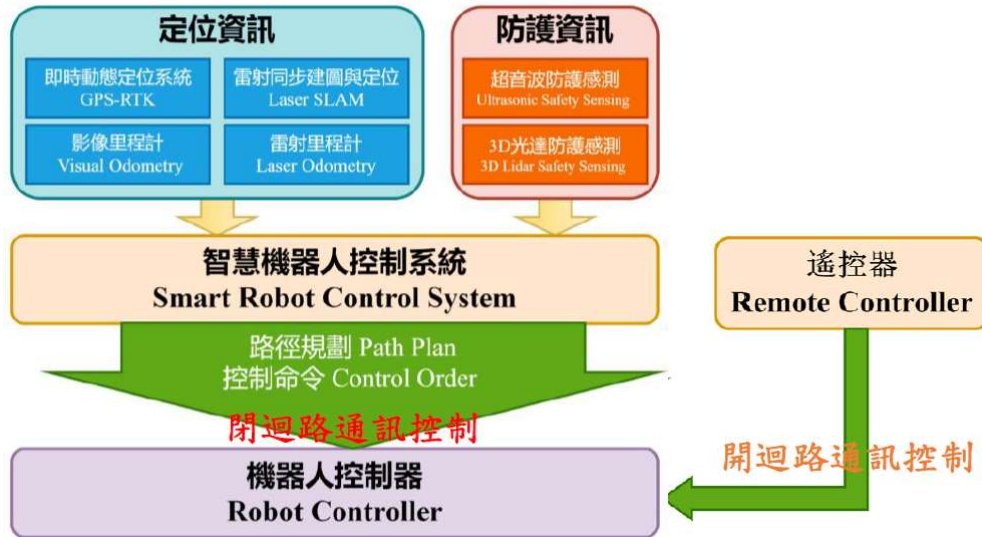 定位資訊
即時動態定位系統
GPS-RTK
雷射同步建圖與定位
Laser SLAM
影像里程計
Visual Odometry
雷射里程計
Laser Odometry
防護資訊
超音波防護感測
Ultrasonic Safety Sensing
3D光達防護感測
3D Lidar Safety Sensing
智慧機器人控制系統
Smart Robot Control System
遙控器
Remote Controller
路徑規劃 Path Plan
控制命令 Control Order
閉迴路通訊控制
開迴路通訊控制
機器人控制器
Robot Controller